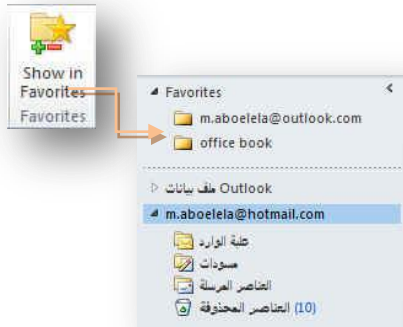 Show in
Favorites
Favorites
Favorites
m.aboelela@outlook.com
office book
ملف بيانات Outlook
m.aboelela@hotmail.com
علبة الوارد
مسودات
العناصر المرسلة
العناصر المحذوفة (10)